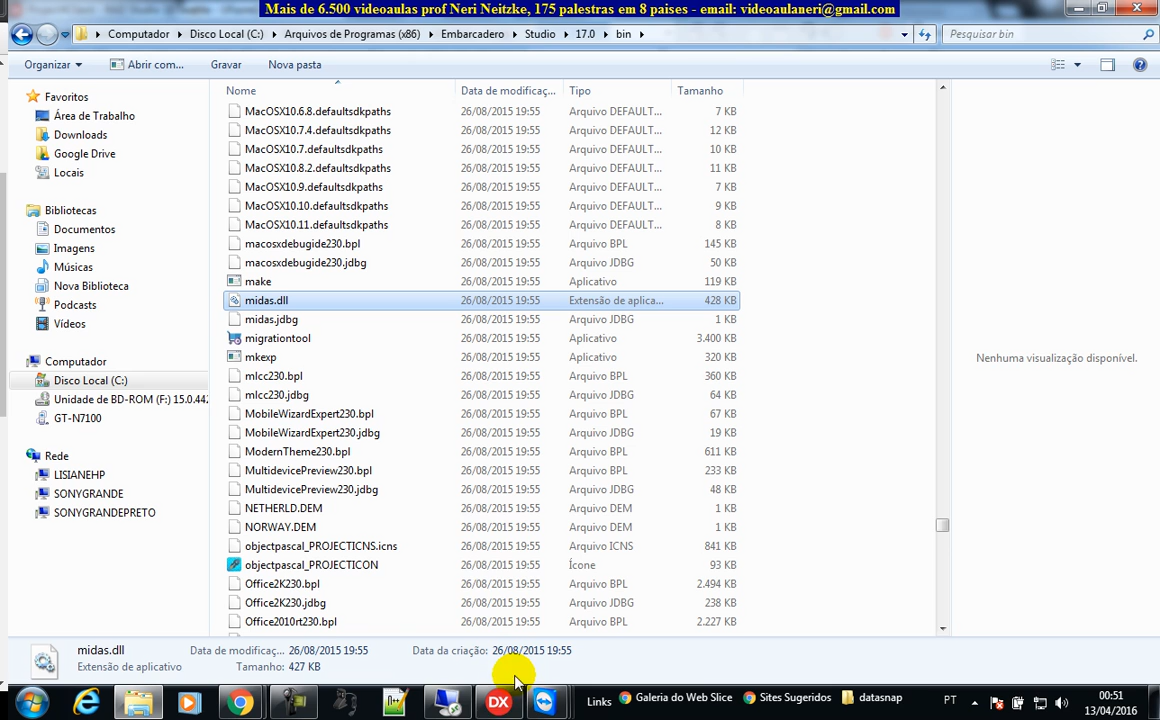 Mais de 6.500 videoaulas prof Neri Neitzke, 175 palestras em 8 paises - email: videoaulaneri@gmail.com
Computador Disco Local (C:) Arquivos de Programas (x86) Embarcadero Studio 17.0 bin Pesquisar bin
Organizar Abrir com... Gravar Nova pasta
Nome Data de modificaç... Tipo Tamanho
Favoritos
Área de Trabalho
Downloads
Google Drive
Locais
Bibliotecas
Documentos
Imagens
Músicas
Nova Biblioteca
Podcasts
Vídeos
Computador
Disco Local (C:)
Unidade de BD-ROM (F:) 15.0.442
GT-N7100
Rede
LISIANEHP
SONYGRANDE
SONYGRANDEPRETO
MacOSX10.6.8.defaultsdkpaths 26/08/2015 19:55 Arquivo DEFAULT... 7 KB
MacOSX10.7.4.defaultsdkpaths 26/08/2015 19:55 Arquivo DEFAULT... 12 KB
MacOSX10.7.defaultsdkpaths 26/08/2015 19:55 Arquivo DEFAULT... 10 KB
MacOSX10.8.2.defaultsdkpaths 26/08/2015 19:55 Arquivo DEFAULT... 11 KB
MacOSX10.9.defaultsdkpaths 26/08/2015 19:55 Arquivo DEFAULT... 7 KB
MacOSX10.10.defaultsdkpaths 26/08/2015 19:55 Arquivo DEFAULT... 9 KB
MacOSX10.11.defaultsdkpaths 26/08/2015 19:55 Arquivo DEFAULT... 8 KB
macosxdebugide230.bpl 26/08/2015 19:55 Arquivo BPL 145 KB
macosxdebugide230.jdbg 26/08/2015 19:55 Arquivo JDBG 50 KB
make 26/08/2015 19:55 Aplicativo 119 KB
midas.dll 26/08/2015 19:55 Extensão de aplica... 428 KB
midas.jdbg 26/08/2015 19:55 Arquivo JDBG 1 KB
migrationtool 26/08/2015 19:55 Aplicativo 3.400 KB
mkexp 26/08/2015 19:55 Aplicativo 320 KB
mlcc230.bpl 26/08/2015 19:55 Arquivo BPL 360 KB
mlcc230.jdbg 26/08/2015 19:55 Arquivo JDBG 64 KB
MobileWizardExpert230.bpl 26/08/2015 19:55 Arquivo BPL 67 KB
MobileWizardExpert230.jdbg 26/08/2015 19:55 Arquivo JDBG 19 KB
ModernTheme230.bpl 26/08/2015 19:55 Arquivo BPL 611 KB
MultidevicePreview230.bpl 26/08/2015 19:55 Arquivo BPL 233 KB
MultidevicePreview230.jdbg 26/08/2015 19:55 Arquivo JDBG 48 KB
NETHERLD.DEM 26/08/2015 19:55 Arquivo DEM 1 KB
NORWAY.DEM 26/08/2015 19:55 Arquivo DEM 1 KB
objectpascal_PROJECTICNS.icns 26/08/2015 19:55 Arquivo ICNS 841 KB
objectpascal_PROJECTICON 26/08/2015 19:55 Ícone 93 KB
Office2K230.bpl 26/08/2015 19:55 Arquivo BPL 2.494 KB
Office2K230.jdbg 26/08/2015 19:55 Arquivo JDBG 238 KB
Office2010rt230.bpl 26/08/2015 19:55 Arquivo BPL 2.227 KB
Nenhuma visualização disponível.
midas.dll Data de modificaç... 26/08/2015 19:55 Data da criação: 26/08/2015 19:55
Extensão de aplicativo Tamanho: 427 KB
DX Links Galeria do Web Slice Sites Sugeridos datasnap PT 00:51
13/04/2016